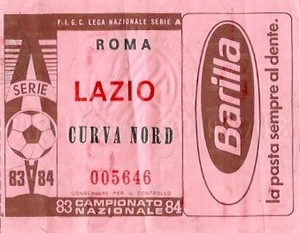 F.I.G.C. LEGA NAZIONALE SERIE A
ROMA
LAZIO
CURVA NORD
005646
CONSERVARE PER IL CONTROLLO
83 CAMPIONATO 84
NAZIONALE
A
SERIE
83 84
Barilla
la pasta sempre al dente.